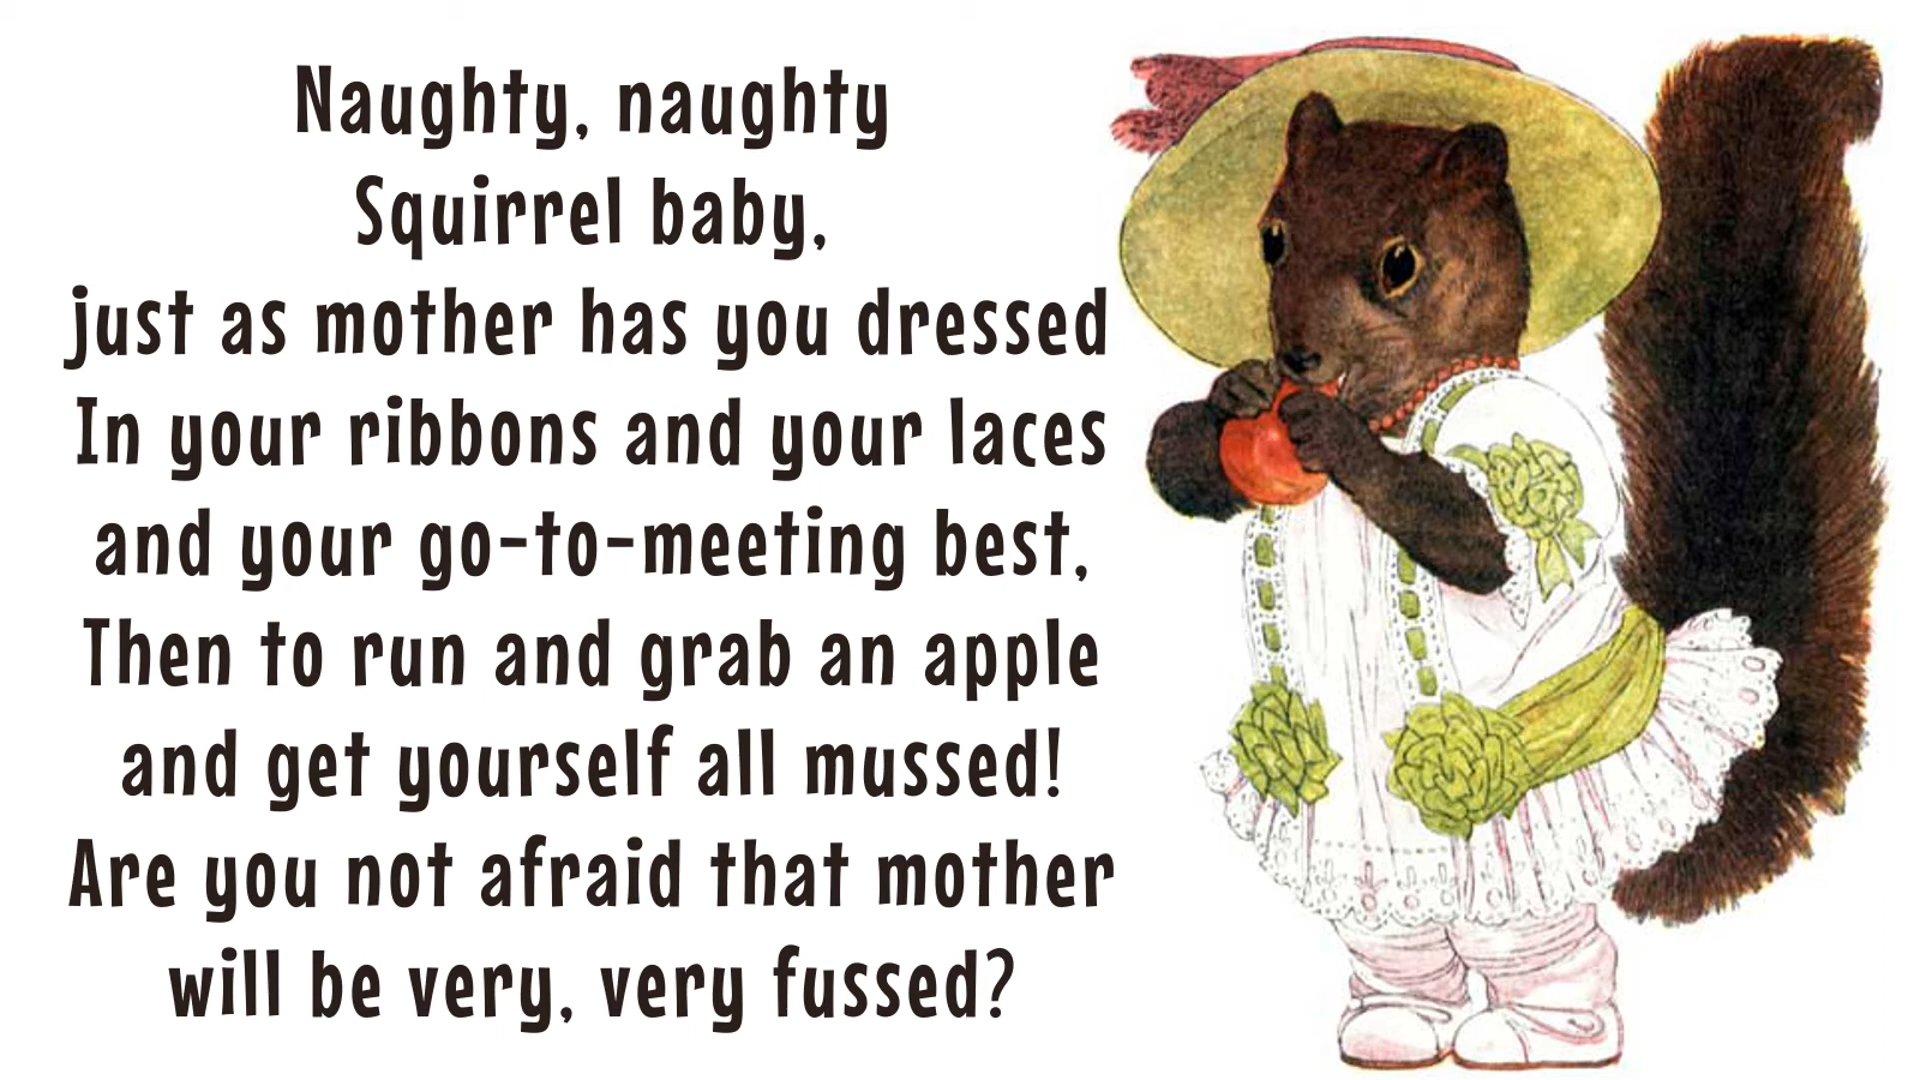 Naughty, naughty
Squirrel baby,
just as mother has you dressed
In your ribbons and your laces
and your go-to-meeting best,
Then to run and grab an apple
and get yourself all mussed!
Are you not afraid that mother
will be very, very fussed?